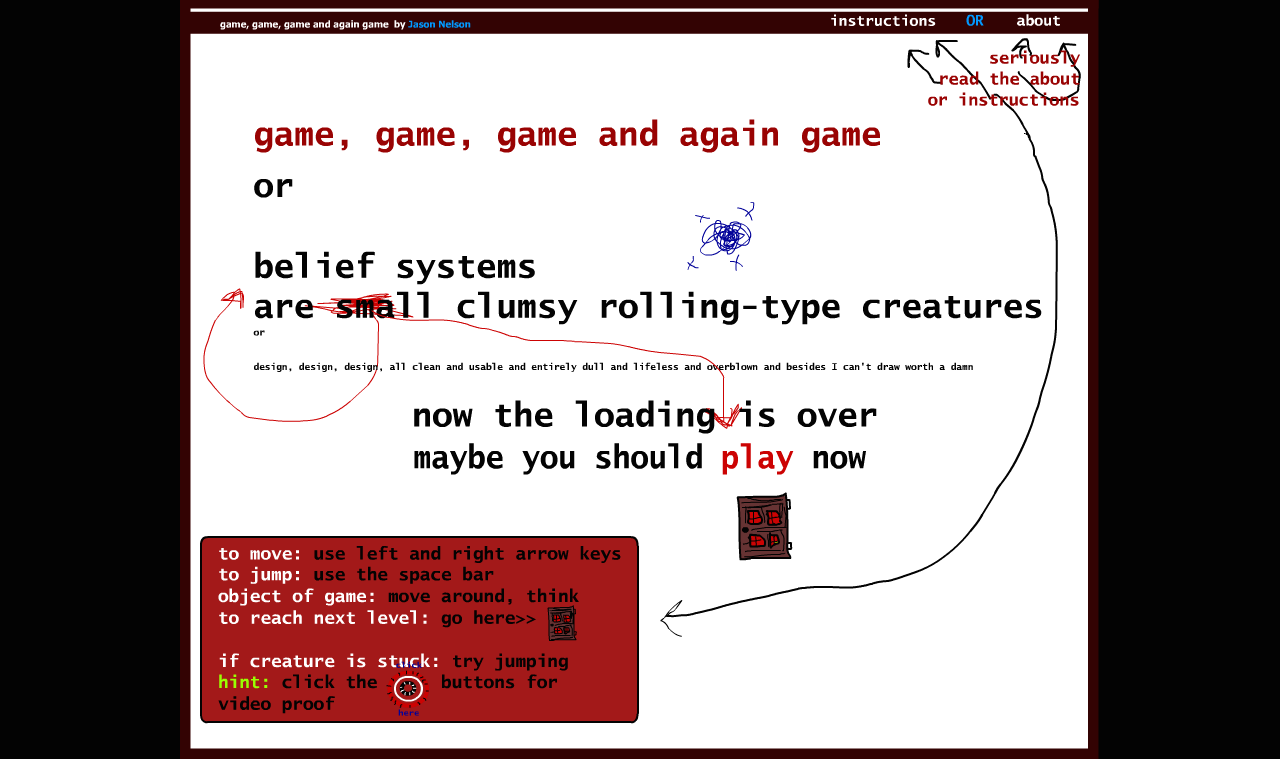 game, game, game and again game by Jason Nelson
instructions OR about
seriously
read the about
or instructions
game, game, game and again game
or
belief systems
are small clumsy rolling-type creatures
or
design, design, design, all clean and usable and entirely dull and lifeless and overblown and besides I can't draw worth a damn
now the loading is over
maybe you should play now
to move: use left and right arrow keys
to jump: use the space bar
object of game: move around, think
to reach next level: go here>>
if creature is stuck: try jumping
hint: click the buttons for
here
video proof